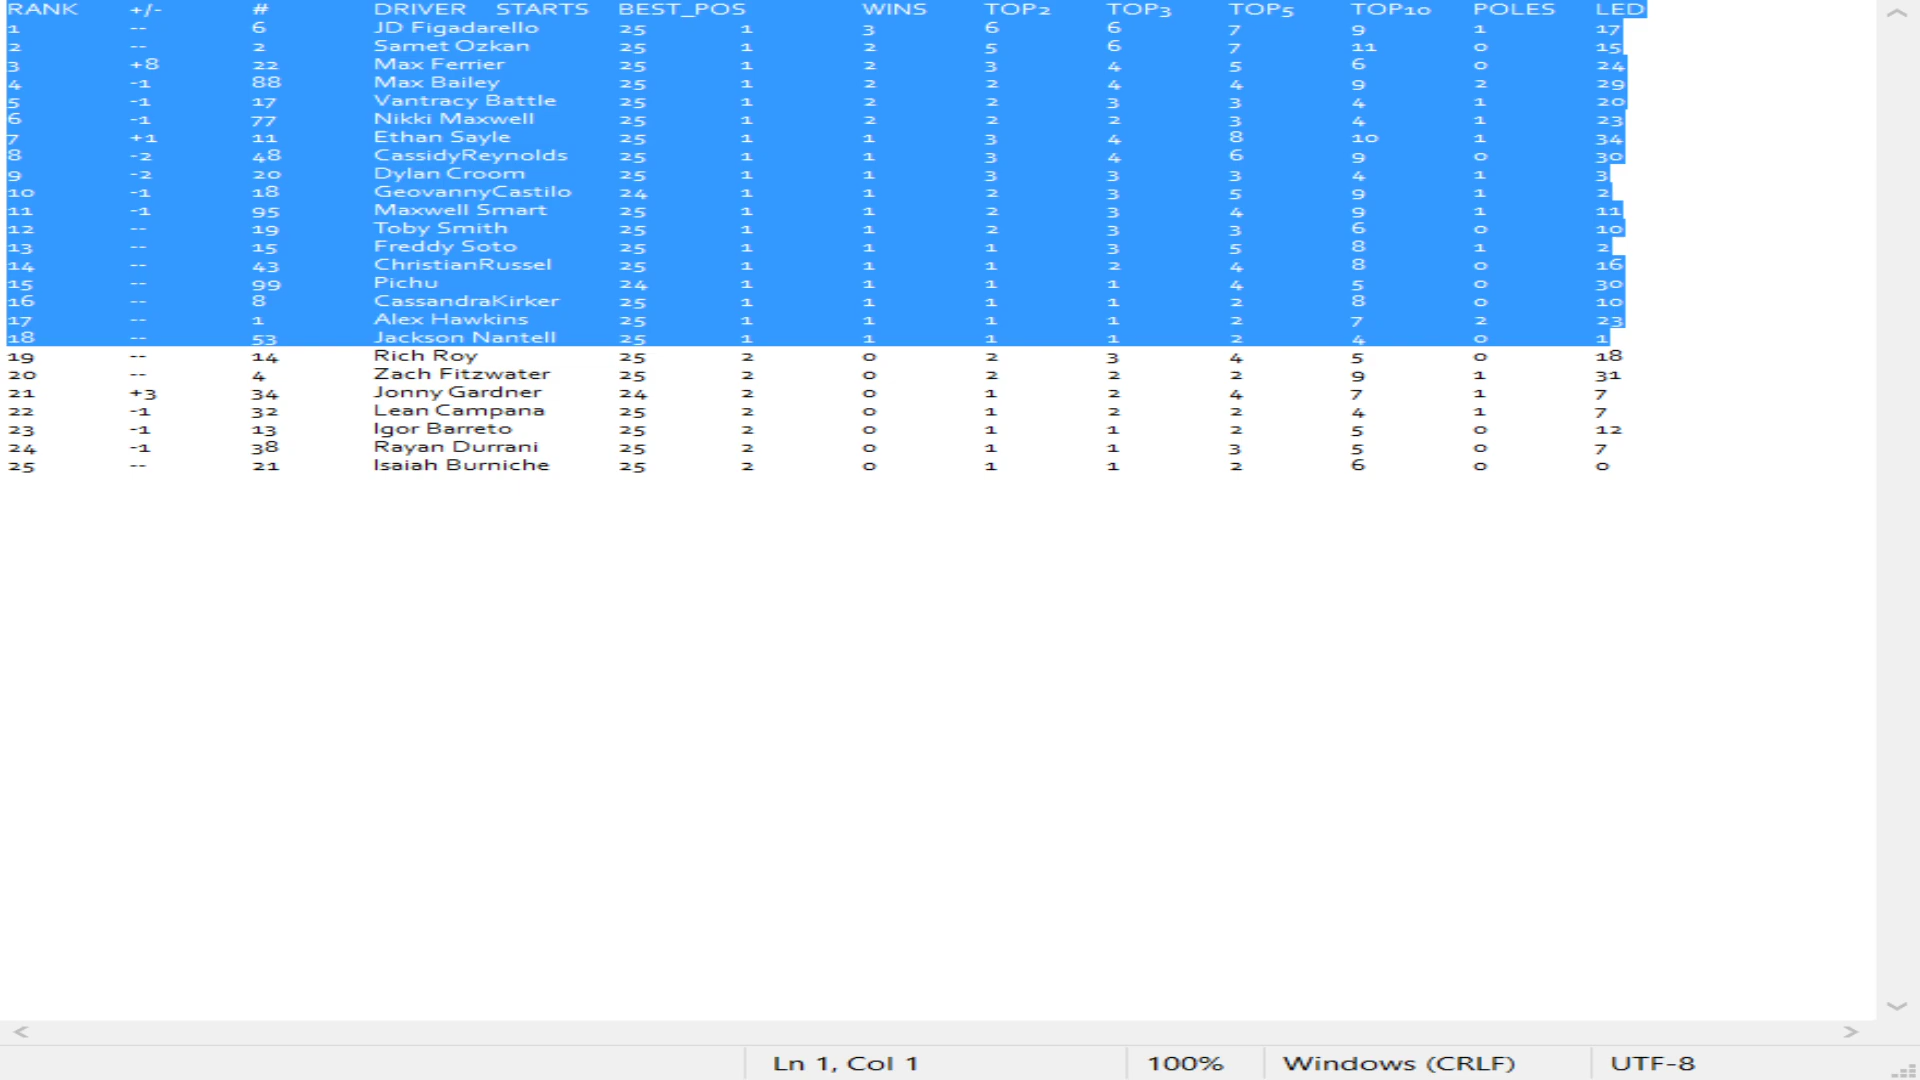 RANK +/- # DRIVER STARTS BEST_POS WINS TOP2 TOP3 TOP5 TOP10 POLES LED
1 -- 6 JD Figadarello 25 1 3 6 6 7 9 1 17
2 -- 2 Samet Ozkan 25 1 2 5 6 7 11 0 15
3 +8 22 Max Ferrier 25 1 2 3 4 5 6 0 24
4 -1 88 Max Bailey 25 1 2 2 4 4 9 2 29
5 -1 17 Vantracy Battle 25 1 2 2 3 3 4 1 20
6 -1 77 Nikki Maxwell 25 1 2 2 2 3 4 1 23
7 +1 11 Ethan Sayle 25 1 1 3 4 8 10 1 34
8 -2 48 CassidyReynolds 25 1 1 3 4 6 9 0 30
9 -2 20 Dylan Croom 25 1 1 3 3 3 4 1 3
10 -1 18 GeovannyCastilo 24 1 1 2 3 5 9 1 2
11 -1 95 Maxwell Smart 25 1 1 2 3 4 9 1 11
12 -- 19 Toby Smith 25 1 1 2 3 3 6 0 10
13 -- 15 Freddy Soto 25 1 1 1 3 5 8 1 2
14 -- 43 ChristianRussel 25 1 1 1 2 4 8 0 16
15 -- 99 Pichu 24 1 1 1 1 4 5 0 30
16 -- 8 CassandraKirker 25 1 1 1 1 2 8 0 10
17 -- 1 Alex Hawkins 25 1 1 1 1 2 7 2 23
18 -- 53 Jackson Nantell 25 1 1 1 1 2 4 0 1
19 -- 14 Rich Roy 25 2 0 2 3 4 5 0 18
20 -- 4 Zach Fitzwater 25 2 0 2 2 2 9 1 31
21 +3 34 Jonny Gardner 24 2 0 1 2 4 7 1 7
22 -1 32 Lean Campana 25 2 0 1 2 2 4 1 7
23 -1 13 Igor Barreto 25 2 0 1 1 2 5 0 12
24 -1 38 Rayan Durrani 25 2 0 1 1 3 5 0 7
25 -- 21 Isaiah Burniche 25 2 0 1 1 2 6 0 0
Ln 1, Col 1 100% Windows (CRLF) UTF-8